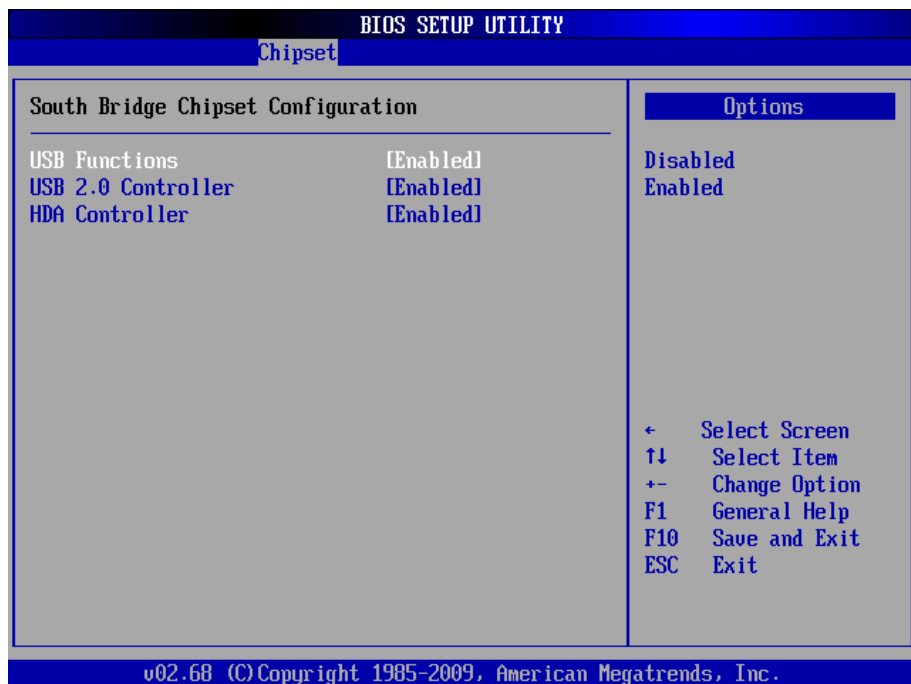 BIOS SETUP UTILITY
Chipset
South Bridge Chipset Configuration
USB Functions [Enabled]
USB 2.0 Controller [Enabled]
HDA Controller [Enabled]
Options
Disabled
Enabled
← Select Screen
↑↓ Select Item
+- Change Option
F1 General Help
F10 Save and Exit
ESC Exit
v02.68 (C)Copyright 1985-2009, American Megatrends, Inc.